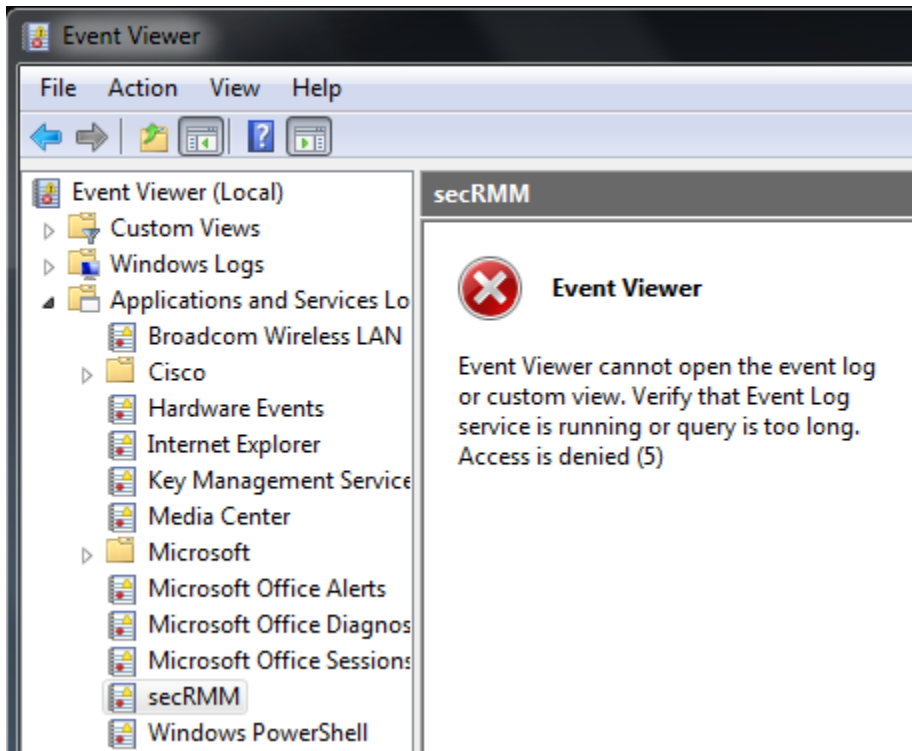 Event Viewer
File Action View Help
Event Viewer (Local)
Custom Views
Windows Logs
Applications and Services Lo
Broadcom Wireless LAN
Cisco
Hardware Events
Internet Explorer
Key Management Service
Media Center
Microsoft
Microsoft Office Alerts
Microsoft Office Diagnos
Microsoft Office Sessions
secRMM
Windows PowerShell
secRMM
Event Viewer
Event Viewer cannot open the event log
or custom view. Verify that Event Log
service is running or query is too long.
Access is denied (5)